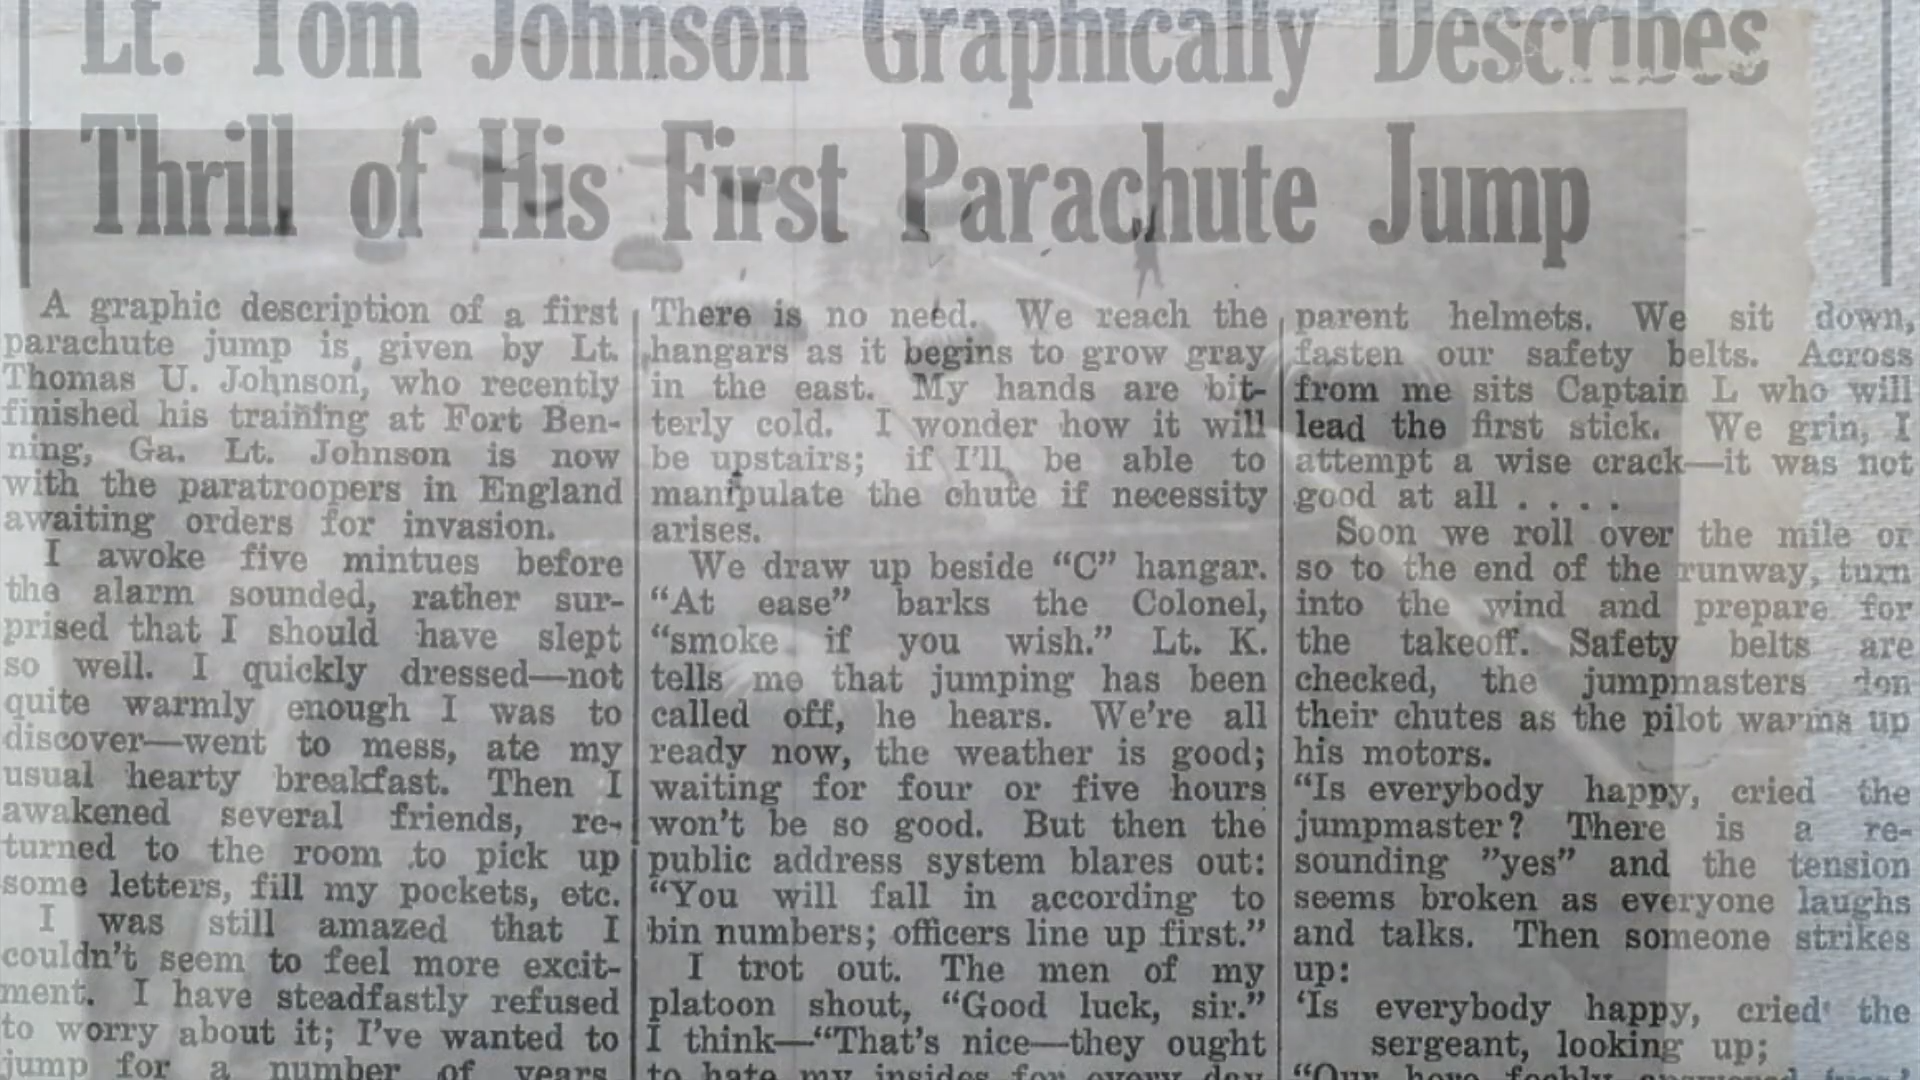 Lt. Tom Johnson Graphically Describes
Thrill of His First Parachute Jump
A graphic description of a first
parachute jump is given by Lt.
Thomas U. Johnson, who recently
finished his training at Fort Ben-
ning, Ga. Lt. Johnson is now
with the paratroopers in England
awaiting orders for invasion.
I awoke five mintues before
the alarm sounded, rather sur-
prised that I should have slept
so well. I quickly dressed—not
quite warmly enough I was to
discover—went to mess, ate my
usual hearty breakfast. Then I
awakened several friends, re-
turned to the room to pick up
some letters, fill my pockets, etc.
I was still amazed that I
couldn't seem to feel more excit-
ment. I have steadfastly refused
to worry about it; I've wanted to
jump for a number of years
There is no need. We reach the
hangars as it begins to grow gray
in the east. My hands are bit-
terly cold. I wonder how it will
be upstairs; if I'll be able to
manipulate the chute if necessity
arises.
We draw up beside “C” hangar.
“At ease” barks the Colonel,
“smoke if you wish.” Lt. K.
tells me that jumping has been
called off, he hears. We're all
ready now, the weather is good;
waiting for four or five hours
won't be so good. But then the
public address system blares out:
“You will fall in according to
bin numbers; officers line up first.”
I trot out. The men of my
platoon shout, “Good luck, sir.”
I think—“That's nice—they ought
to hate my insides for every day
parent helmets. We sit down,
fasten our safety belts. Across
from me sits Captain L who will
lead the first stick. We grin, I
attempt a wise crack—it was not
good at all . . . .
Soon we roll over the mile or
so to the end of the runway, turn
into the wind and prepare for
the takeoff. Safety belts are
checked, the jumpmasters don
their chutes as the pilot warms up
his motors.
“Is everybody happy, cried the
jumpmaster? There is a re-
sounding ”yes” and the tension
seems broken as everyone laughs
and talks. Then someone strikes
up:
‘Is everybody happy, cried the
sergeant, looking up;
“Our hero feebly